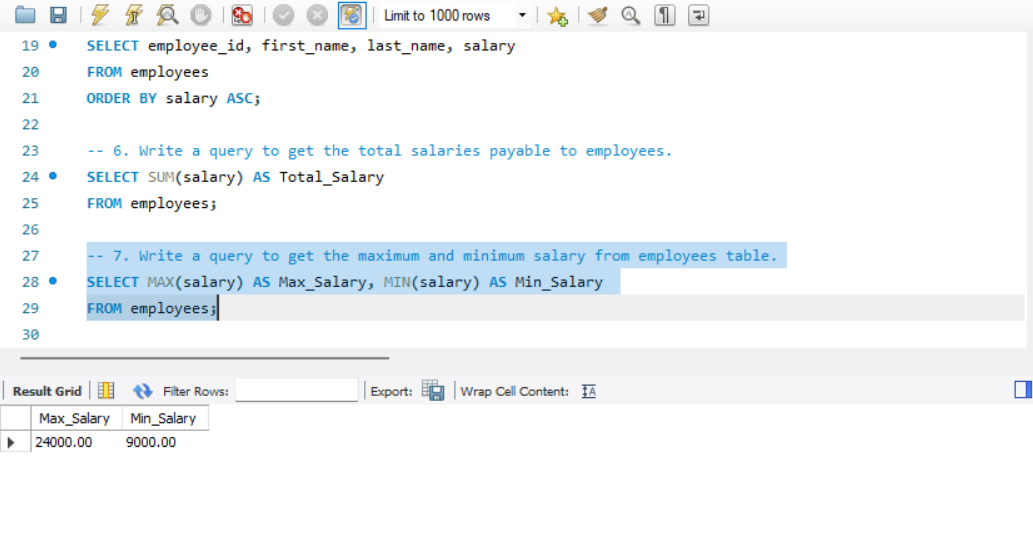 Limit to 1000 rows
19 SELECT employee_id, first_name, last_name, salary
20 FROM employees
21 ORDER BY salary ASC;
22
23 -- 6. Write a query to get the total salaries payable to employees.
24 SELECT SUM(salary) AS Total_Salary
25 FROM employees;
26
27 -- 7. Write a query to get the maximum and minimum salary from employees table.
28 SELECT MAX(salary) AS Max_Salary, MIN(salary) AS Min_Salary
29 FROM employees;
30
Result Grid Filter Rows: Export: Wrap Cell Content: IA
Max_Salary Min_Salary
24000.00 9000.00